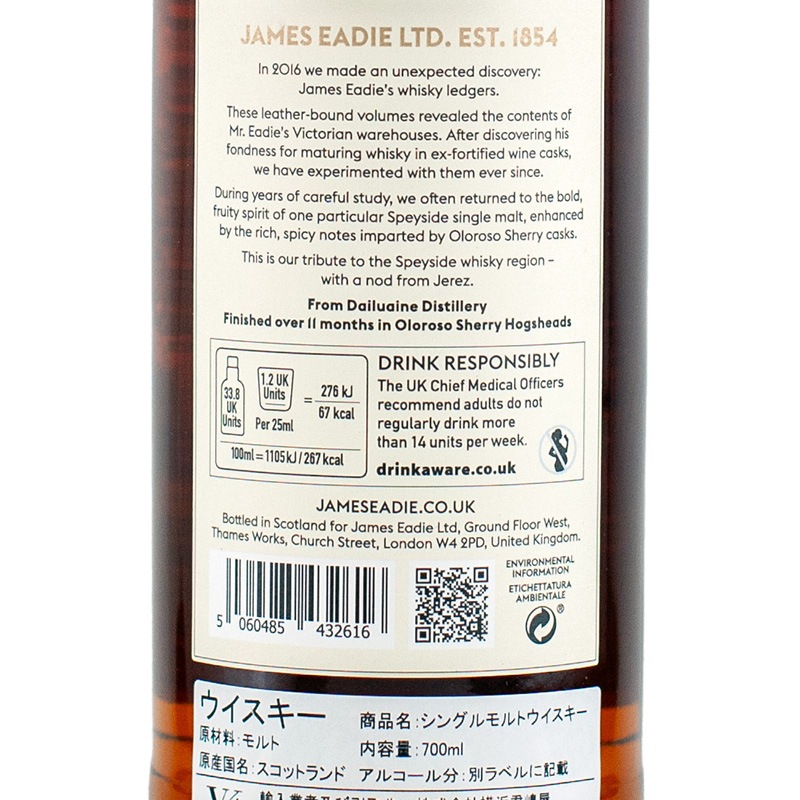 JAMES EADIE LTD. EST. 1854
In 2016 we made an unexpected discovery:
James Eadie's whisky ledgers.
These leather-bound volumes revealed the contents of
Mr. Eadie's Victorian warehouses. After discovering his
fondness for maturing whisky in ex-fortified wine casks,
we have experimented with them ever since.
During years of careful study, we often returned to the bold,
fruity spirit of one particular Speyside single malt, enhanced
by the rich, spicy notes imparted by Oloroso Sherry casks.
This is our tribute to the Speyside whisky region –
with a nod from Jerez.
From Dailuaine Distillery
Finished over 11 months in Oloroso Sherry Hogsheads
33.8
UK
Units
1.2 UK
Units
Per 25ml
= 276 kJ
67 kcal
100ml = 1105 kJ / 267 kcal
DRINK RESPONSIBLY
The UK Chief Medical Officers
recommend adults do not
regularly drink more
than 14 units per week.
drinkaware.co.uk
JAMESEADIE.CO.UK
Bottled in Scotland for James Eadie Ltd, Ground Floor West,
Thames Works, Church Street, London W4 2PD, United Kingdom.
5 060485 432616
ENVIRONMENTAL
INFORMATION
ETICHETTATURA
AMBIENTALE
®
ウイスキー
原材料:モルト
原産国名:スコットランド
商品名:シングルモルトウイスキー
内容量:700ml
アルコール分:別ラベルに記載